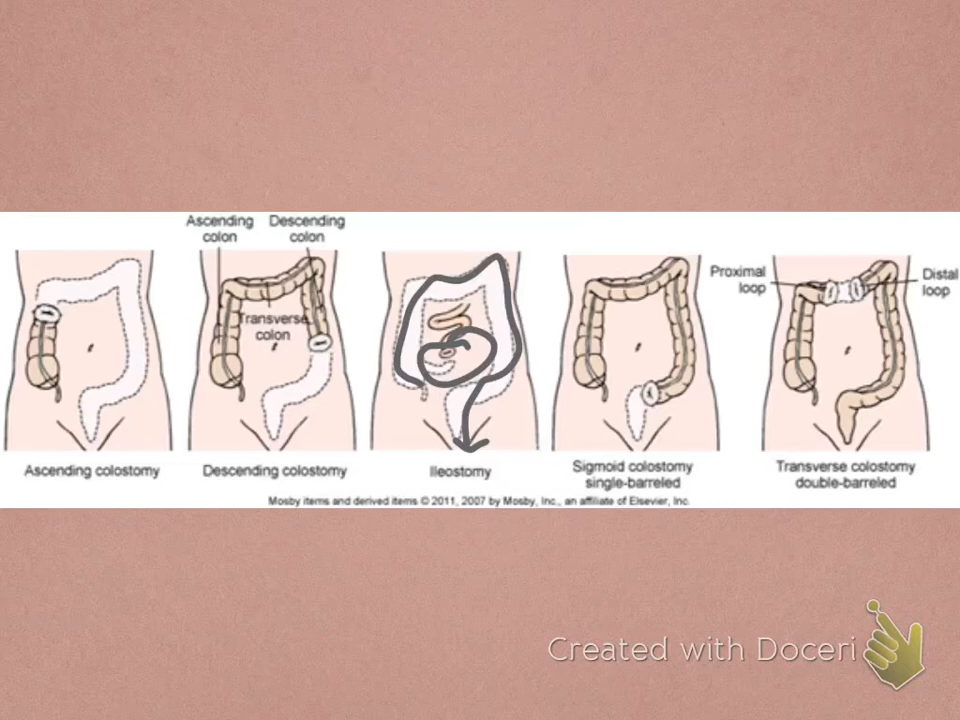 Ascending
colon
Descending
colon
Transverse
colon
Proximal
loop
Distal
loop
Ascending colostomy
Descending colostomy
Ileostomy
Sigmoid colostomy
single-barreled
Transverse colostomy
double-barreled
Mosby items and derived items © 2011, 2007 by Mosby, Inc., an affiliate of Elsevier, Inc.
Created with Doceri